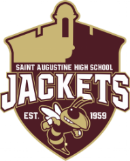 SAINT AUGUSTINE HIGH SCHOOL
JACKETS
EST. 1959